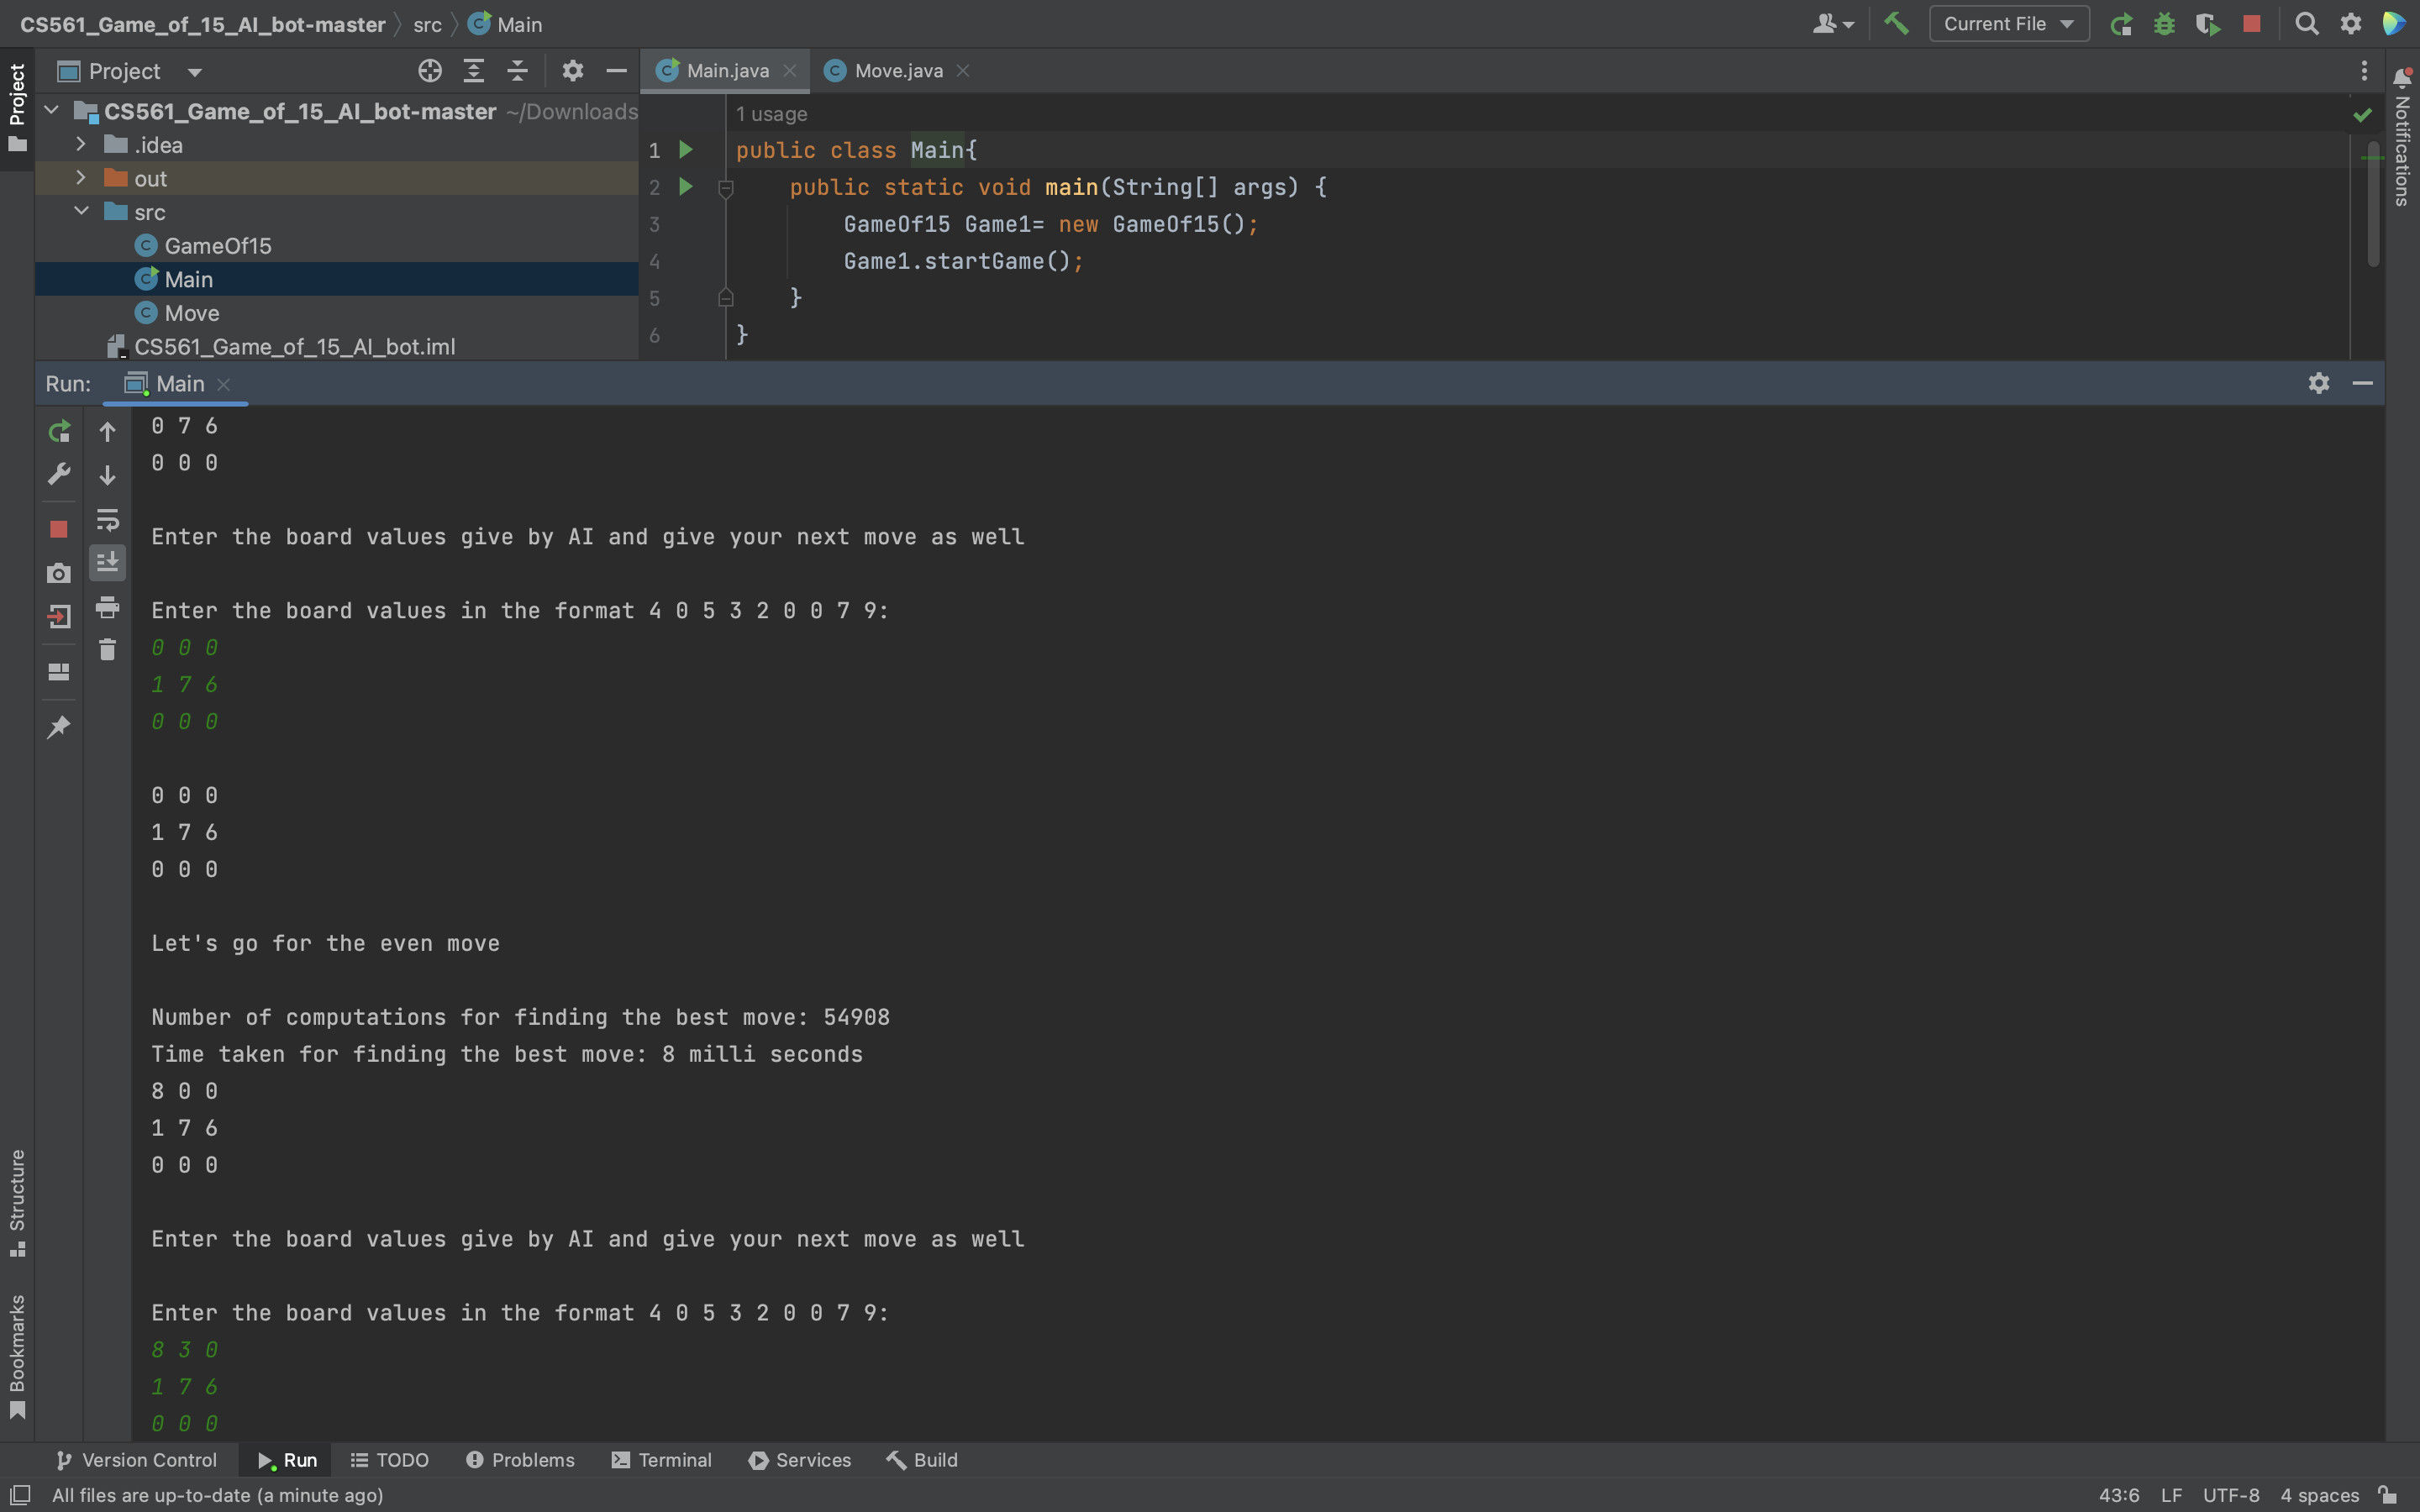 CS561_Game_of_15_AI_bot-master src Main
Current File
Project
Project
CS561_Game_of_15_AI_bot-master ~/Downloads
.idea
out
src
GameOf15
Main
Move
CS561_Game_of_15_AI_bot.iml
Main.java
Move.java
1 usage
1 public class Main{
2 public static void main(String[] args) {
3 GameOf15 Game1= new GameOf15();
4 Game1.startGame();
5 }
6 }
Notifications
Run: Main
0 7 6
0 0 0
Enter the board values give by AI and give your next move as well
Enter the board values in the format 4 0 5 3 2 0 0 7 9:
0 0 0
1 7 6
0 0 0
0 0 0
1 7 6
0 0 0
Let's go for the even move
Number of computations for finding the best move: 54908
Time taken for finding the best move: 8 milli seconds
8 0 0
1 7 6
0 0 0
Enter the board values give by AI and give your next move as well
Enter the board values in the format 4 0 5 3 2 0 0 7 9:
8 3 0
1 7 6
0 0 0
Structure
Bookmarks
Version Control Run TODO Problems Terminal Services Build
All files are up-to-date (a minute ago)
43:6 LF UTF-8 4 spaces